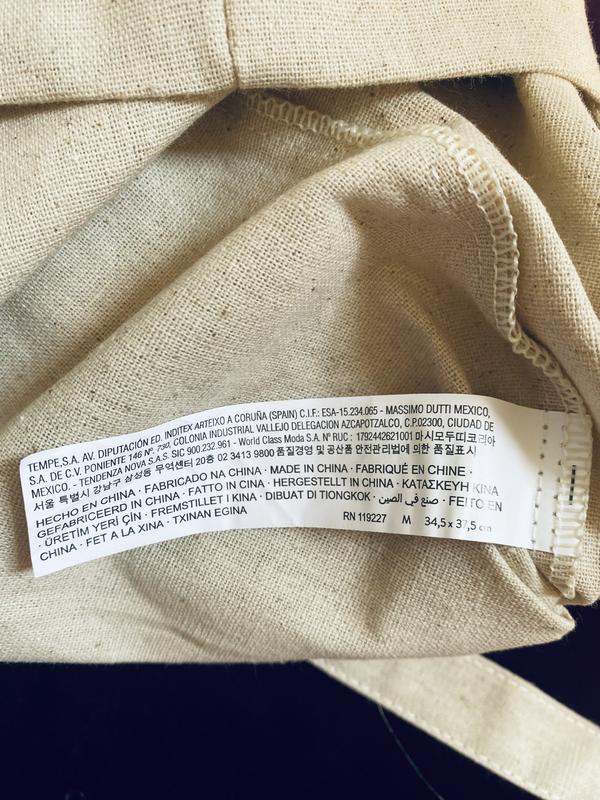 TEMPE,S.A. AV. DIPUTACIÓN ED. INDITEX ARTEIXO A CORUÑA (SPAIN) C.I.F.: ESA-15.234.065 - MASSIMO DUTTI MEXICO,
S.A. DE C.V. PONIENTE 146 Nº. 730, COLONIA INDUSTRIAL VALLEJO DELEGACION AZCAPOTZALCO, C.P.02300, CIUDAD DE
MEXICO. - TENDENZA NOVA S.A.S. SIC 900.232.961 - World Class Moda S.A. Nº RUC : 1792442621001 마시모두띠코리아
서울 특별시 강남구 삼성동 무역센터 20층 02 3413 9800 품질경영 및 공산품 안전관리법에 의한 품질표시
HECHO EN CHINA · FABRICADO NA CHINA · MADE IN CHINA · FABRIQUÉ EN CHINE ·
GEFABRICEERD IN CHINA · FATTO IN CINA · HERGESTELLT IN CHINA · ΚΑΤΑΣΚΕΥΗ ΚΙΝΑ
· ÜRETİM YERİ ÇİN · FREMSTILLET I KINA · DIBUAT DI TIONGKOK · صنع في الصين · FEITO EN
CHINA · FET A LA XINA · TXINAN EGINA
RN 119227 M 34,5 x 37,5 cm